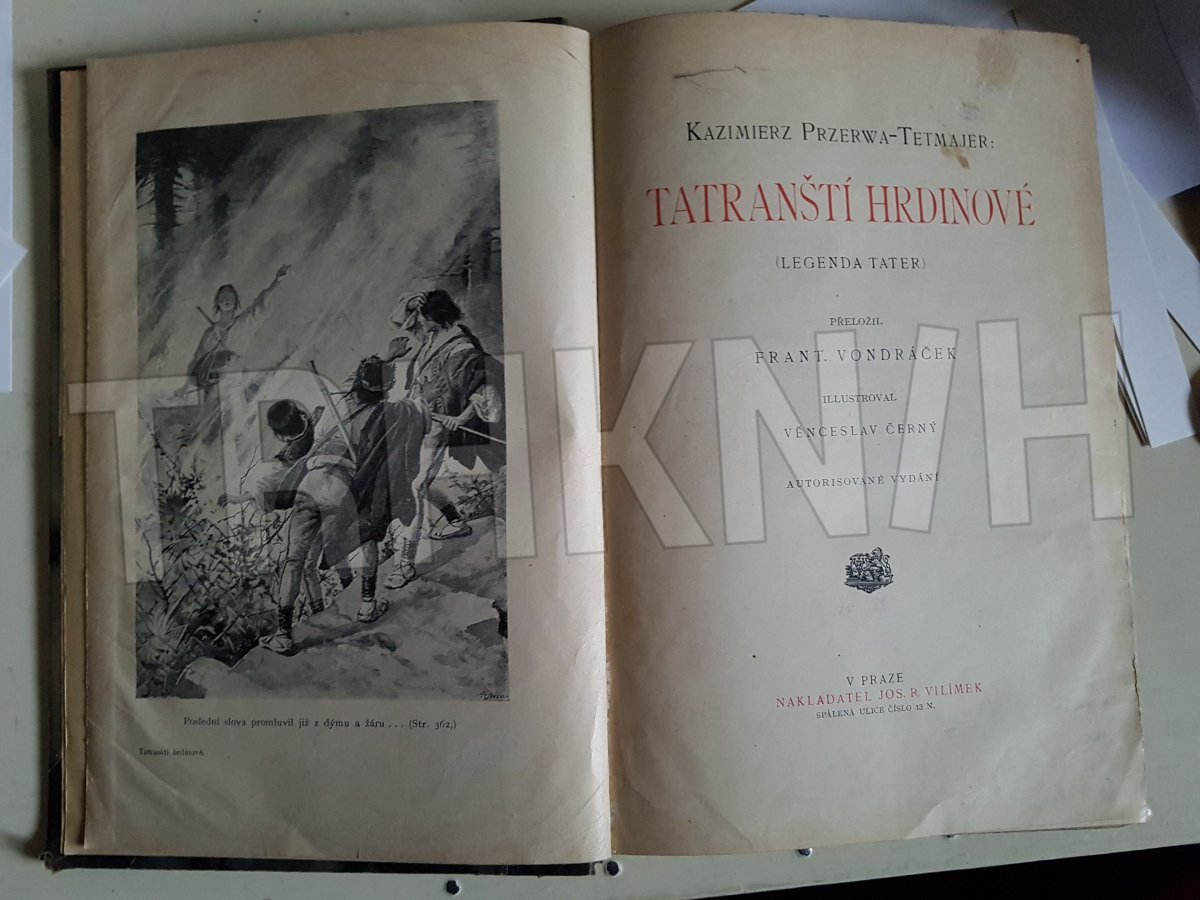 Poslední slova promluvil již z dýmu a žáru . . . (Str. 362,)
Tatranští hrdinové.
KAZIMIERZ PRZERWA-TETMAJER:
TATRANŠTÍ HRDINOVÉ
(LEGENDA TATER)
PŘELOŽIL
FRANT. VONDRÁČEK
ILLUSTROVAL
VĚNCESLAV ČERNÝ
AUTORISOVANÉ VYDÁNÍ
V PRAZE
NAKLADATEL JOS. R. VILÍMEK
SPÁLENÁ ULICE ČÍSLO 13 N.